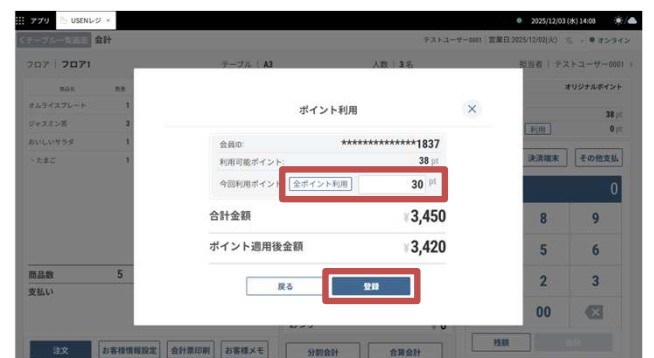 アプリ USENレジ ×
2025/12/03 (水) 14:08
テーブル一覧画面 会計
テストユーザー0001 営業日 2025/12/02(火) オンライン
フロア フロア1 テーブル A3 人数 3 名 担当者 テストユーザー0001
商品名 数量
オリジナルポイント
オムライスプレート 1
38 pt
ジャスミン茶 3
利用 0 pt
おいしいサラダ 1
- たまご 1
決済端末 その他支払
ポイント利用 ×
会員ID: **************1837
利用可能ポイント: 38 pt
今回利用ポイント 全ポイント利用 30 pt
合計金額 ¥3,450
ポイント適用後金額 ¥3,420
戻る 登録
0
8 9
5 6
2 3
00
商品数 5
支払い
注文 お客様情報設定 会計票印刷 お客様メモ 分割会計 合算会計
残額